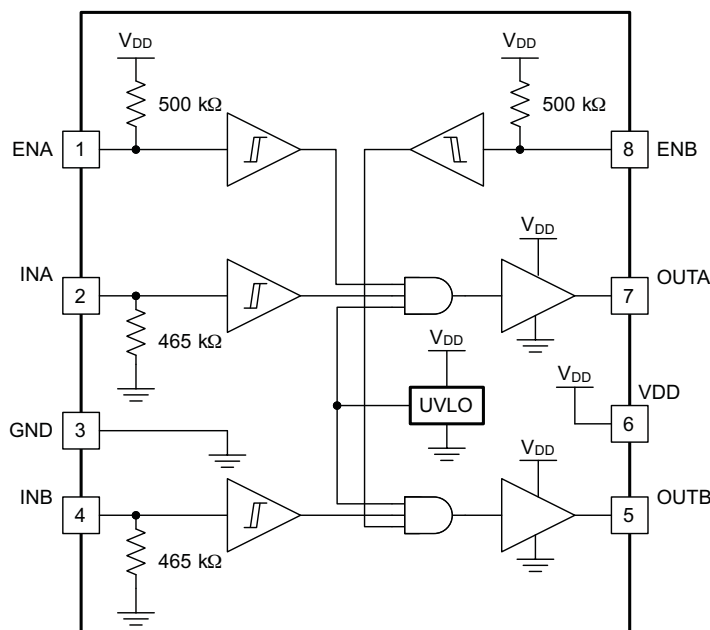 VDD
VDD
500 kΩ
500 kΩ
ENA
1
8
ENB
VDD
INA
2
7
OUTA
465 kΩ
VDD
VDD
VDD
UVLO
6
GND
3
VDD
INB
4
5
OUTB
465 kΩ